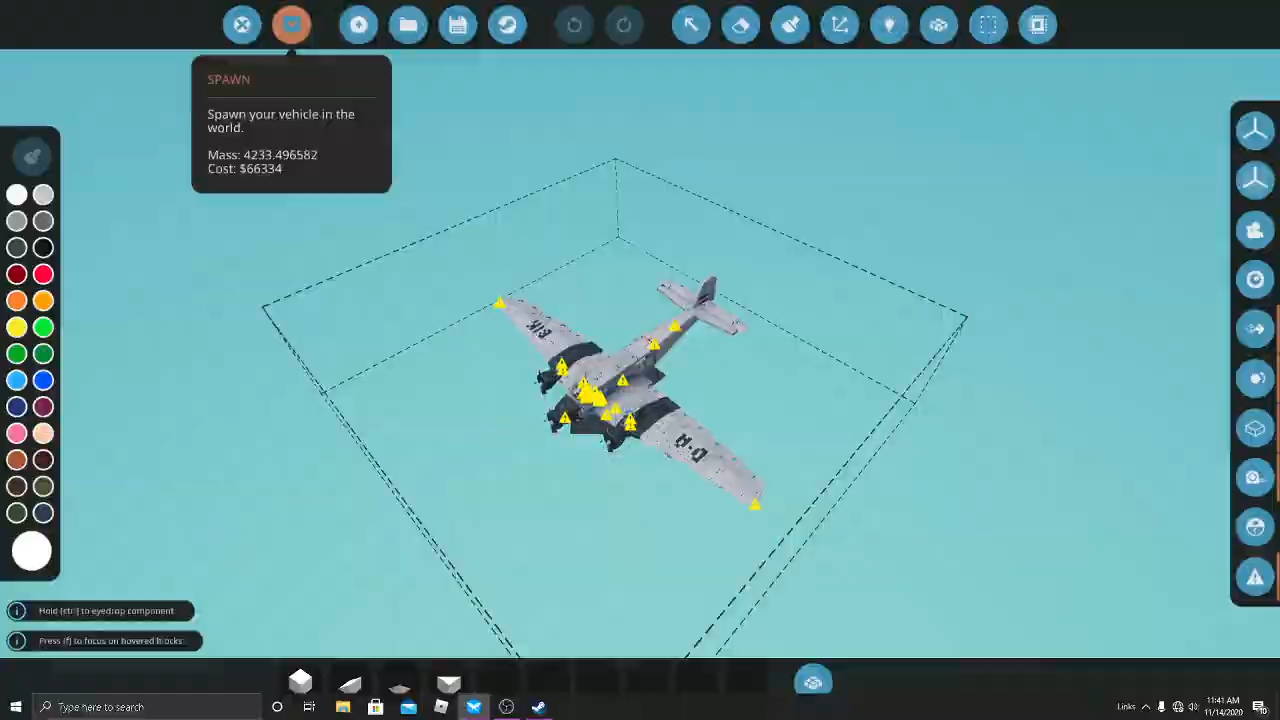 SPAWN
Spawn your vehicle in the
world.
Mass: 4233.496582
Cost: $66334
D-A
Hold [ctrl] to eyedrop component
Press [f] to focus on hovered blocks.
Type here to search
Links
11:41 AM
11/14/2020